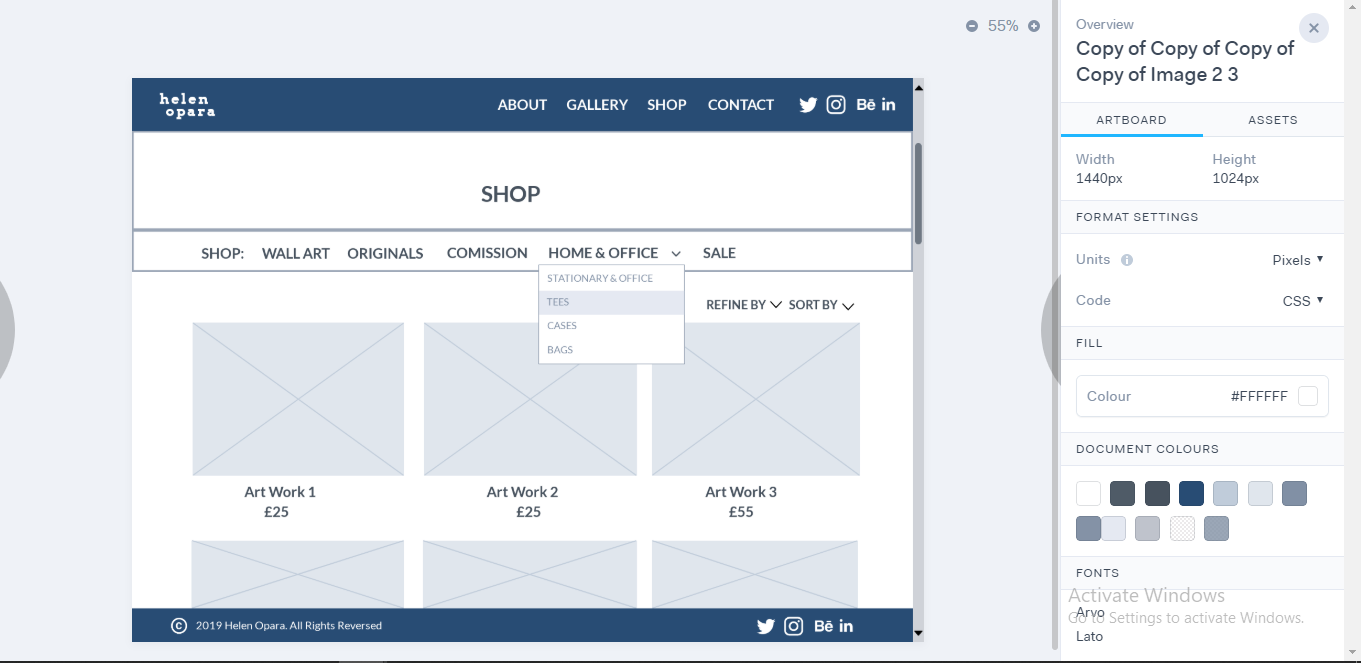 55%
helen
opara
ABOUT GALLERY SHOP CONTACT Bē in
SHOP
SHOP: WALL ART ORIGINALS COMISSION HOME & OFFICE SALE
STATIONARY & OFFICE
TEES
CASES
BAGS
REFINE BY SORT BY
Art Work 1
£25
Art Work 2
£25
Art Work 3
£55
© 2019 Helen Opara. All Rights Reversed Bē in
Overview
Copy of Copy of Copy of
Copy of Image 2 3
ARTBOARD ASSETS
Width Height
1440px 1024px
FORMAT SETTINGS
Units Pixels
Code CSS
FILL
Colour #FFFFFF
DOCUMENT COLOURS
FONTS
Activate Windows
Arvo
Go to Settings to activate Windows.
Lato